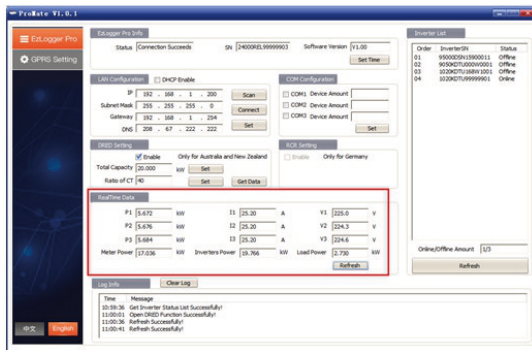 ProMate V1.0.1
EzLogger Pro
GPRS Setting
中文 English
EzLogger Pro Info
Status Connection Succeeds SN 24000REL99999903 Software Version V1.00
Set Time
LAN Configuration DHCP Enable
IP 192 . 168 . 1 . 200 Scan
Subnet Mask 255 . 255 . 255 . 0
Connect
Gateway 192 . 168 . 1 . 254
DNS 208 . 67 . 222 . 222 Set
COM Configuration
COM1 Device Amount
COM2 Device Amount
COM3 Device Amount
Set
DRED Setting
Enable Only for Australia and New Zealand
Total Capacity 20.000 kW Set
Ratio of CT 40 Set Get Data
RCR Setting
Enable Only for Germany
RealTime Data
P1 5.672 kW I1 25.20 A V1 225.0 V
P2 5.676 kW I2 25.20 A V2 224.3 V
P3 5.684 kW I3 25.20 A V3 224.6 V
Meter Power 17.036 kW Inverters Power 19.766 kW Load Power 2.730 kW
Refresh
Log Info Clear Log
Time Message
10:59:36 Get Inverter Status List Successfully!
11:00:01 Open DRED Function Successfully!
11:00:36 Refresh Successfully!
11:00:41 Refresh Successfully!
Inverter List
Order InverterSN Status
01 95000DSN15900011 Offline
02 9050KDTU000W0001 Offline
03 1020KDTU168W1001 Offline
04 1020KDTU99999901 Online
Online/Offline Amount 1/3
Refresh